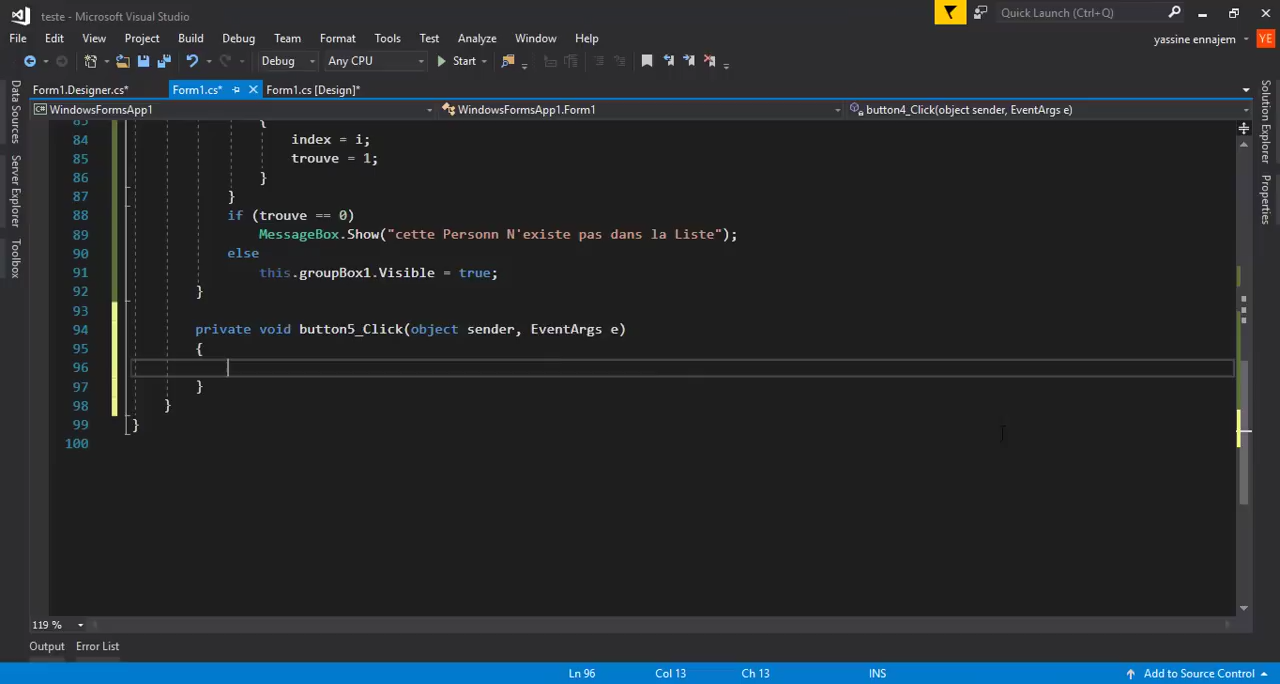 teste - Microsoft Visual Studio
Quick Launch (Ctrl+Q)
File Edit View Project Build Debug Team Format Tools Test Analyze Window Help
yassine ennajem YE
Debug Any CPU Start
Form1.Designer.cs* Form1.cs* Form1.cs [Design]*
WindowsFormsApp1 WindowsFormsApp1.Form1 button4_Click(object sender, EventArgs e)
Data Sources
Server Explorer
Toolbox
Solution Explorer
Properties
83 {
84 index = i;
85 trouve = 1;
86 }
87 }
88 if (trouve == 0)
89 MessageBox.Show("cette Personn N'existe pas dans la Liste");
90 else
91 this.groupBox1.Visible = true;
92 }
93
94 private void button5_Click(object sender, EventArgs e)
95 {
96
97 }
98 }
99 }
100
119 %
Output Error List
Ln 96 Col 13 Ch 13 INS Add to Source Control